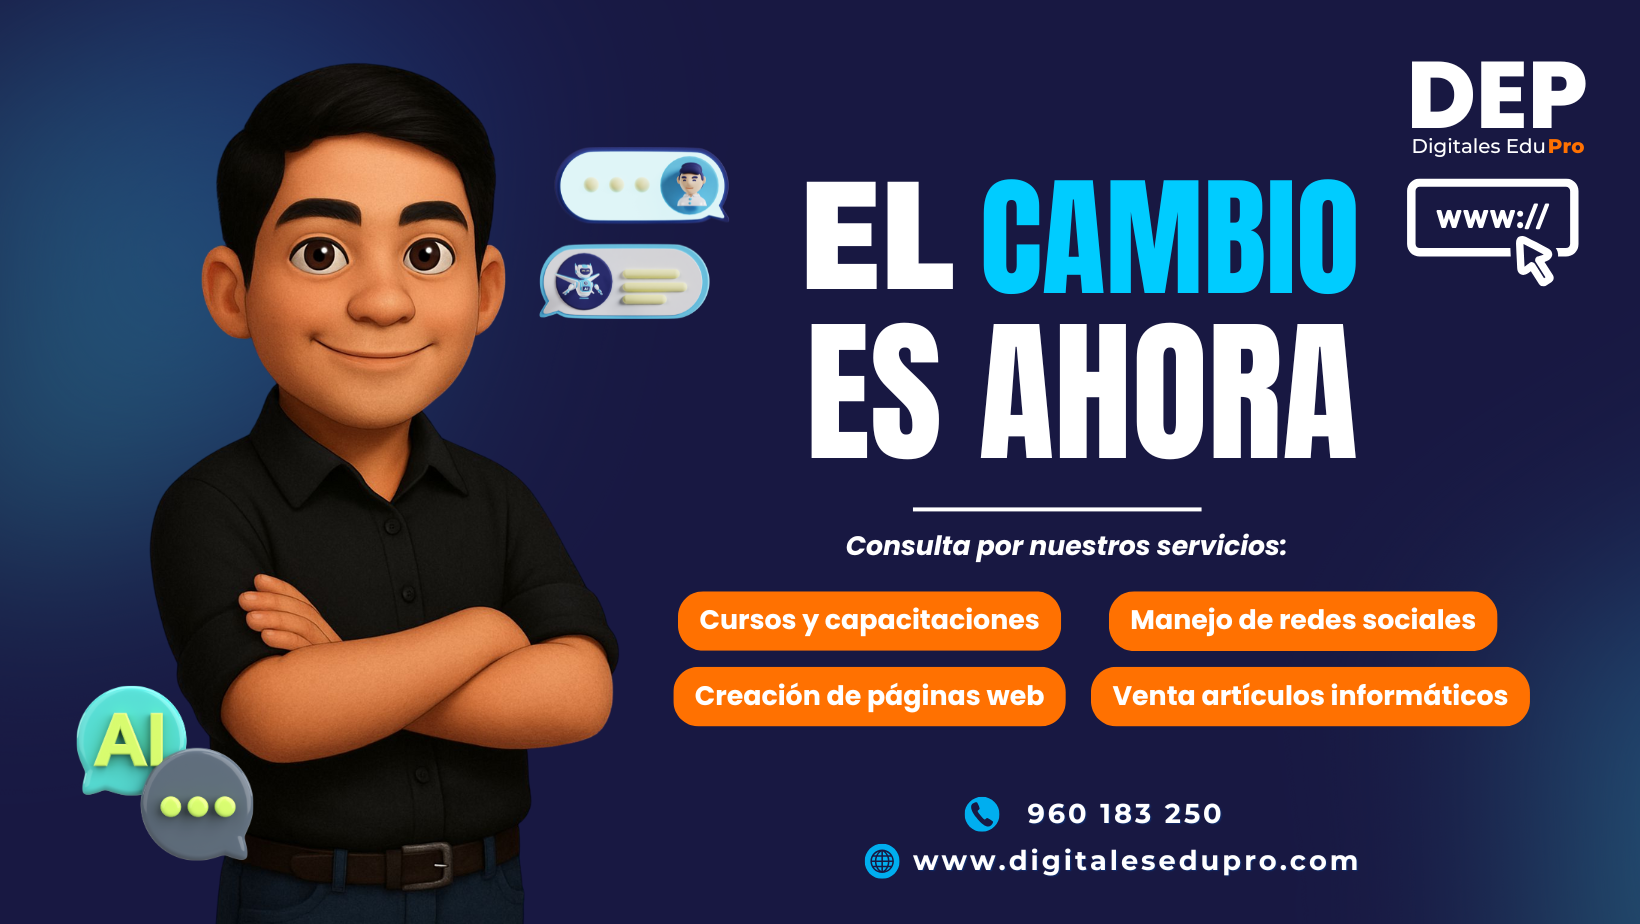 DEP
Digitales EduPro
www://
EL CAMBIO
ES AHORA
Consulta por nuestros servicios:
Cursos y capacitaciones
Manejo de redes sociales
Creación de páginas web
Venta artículos informáticos
AI
960 183 250
www.digitalesedupro.com